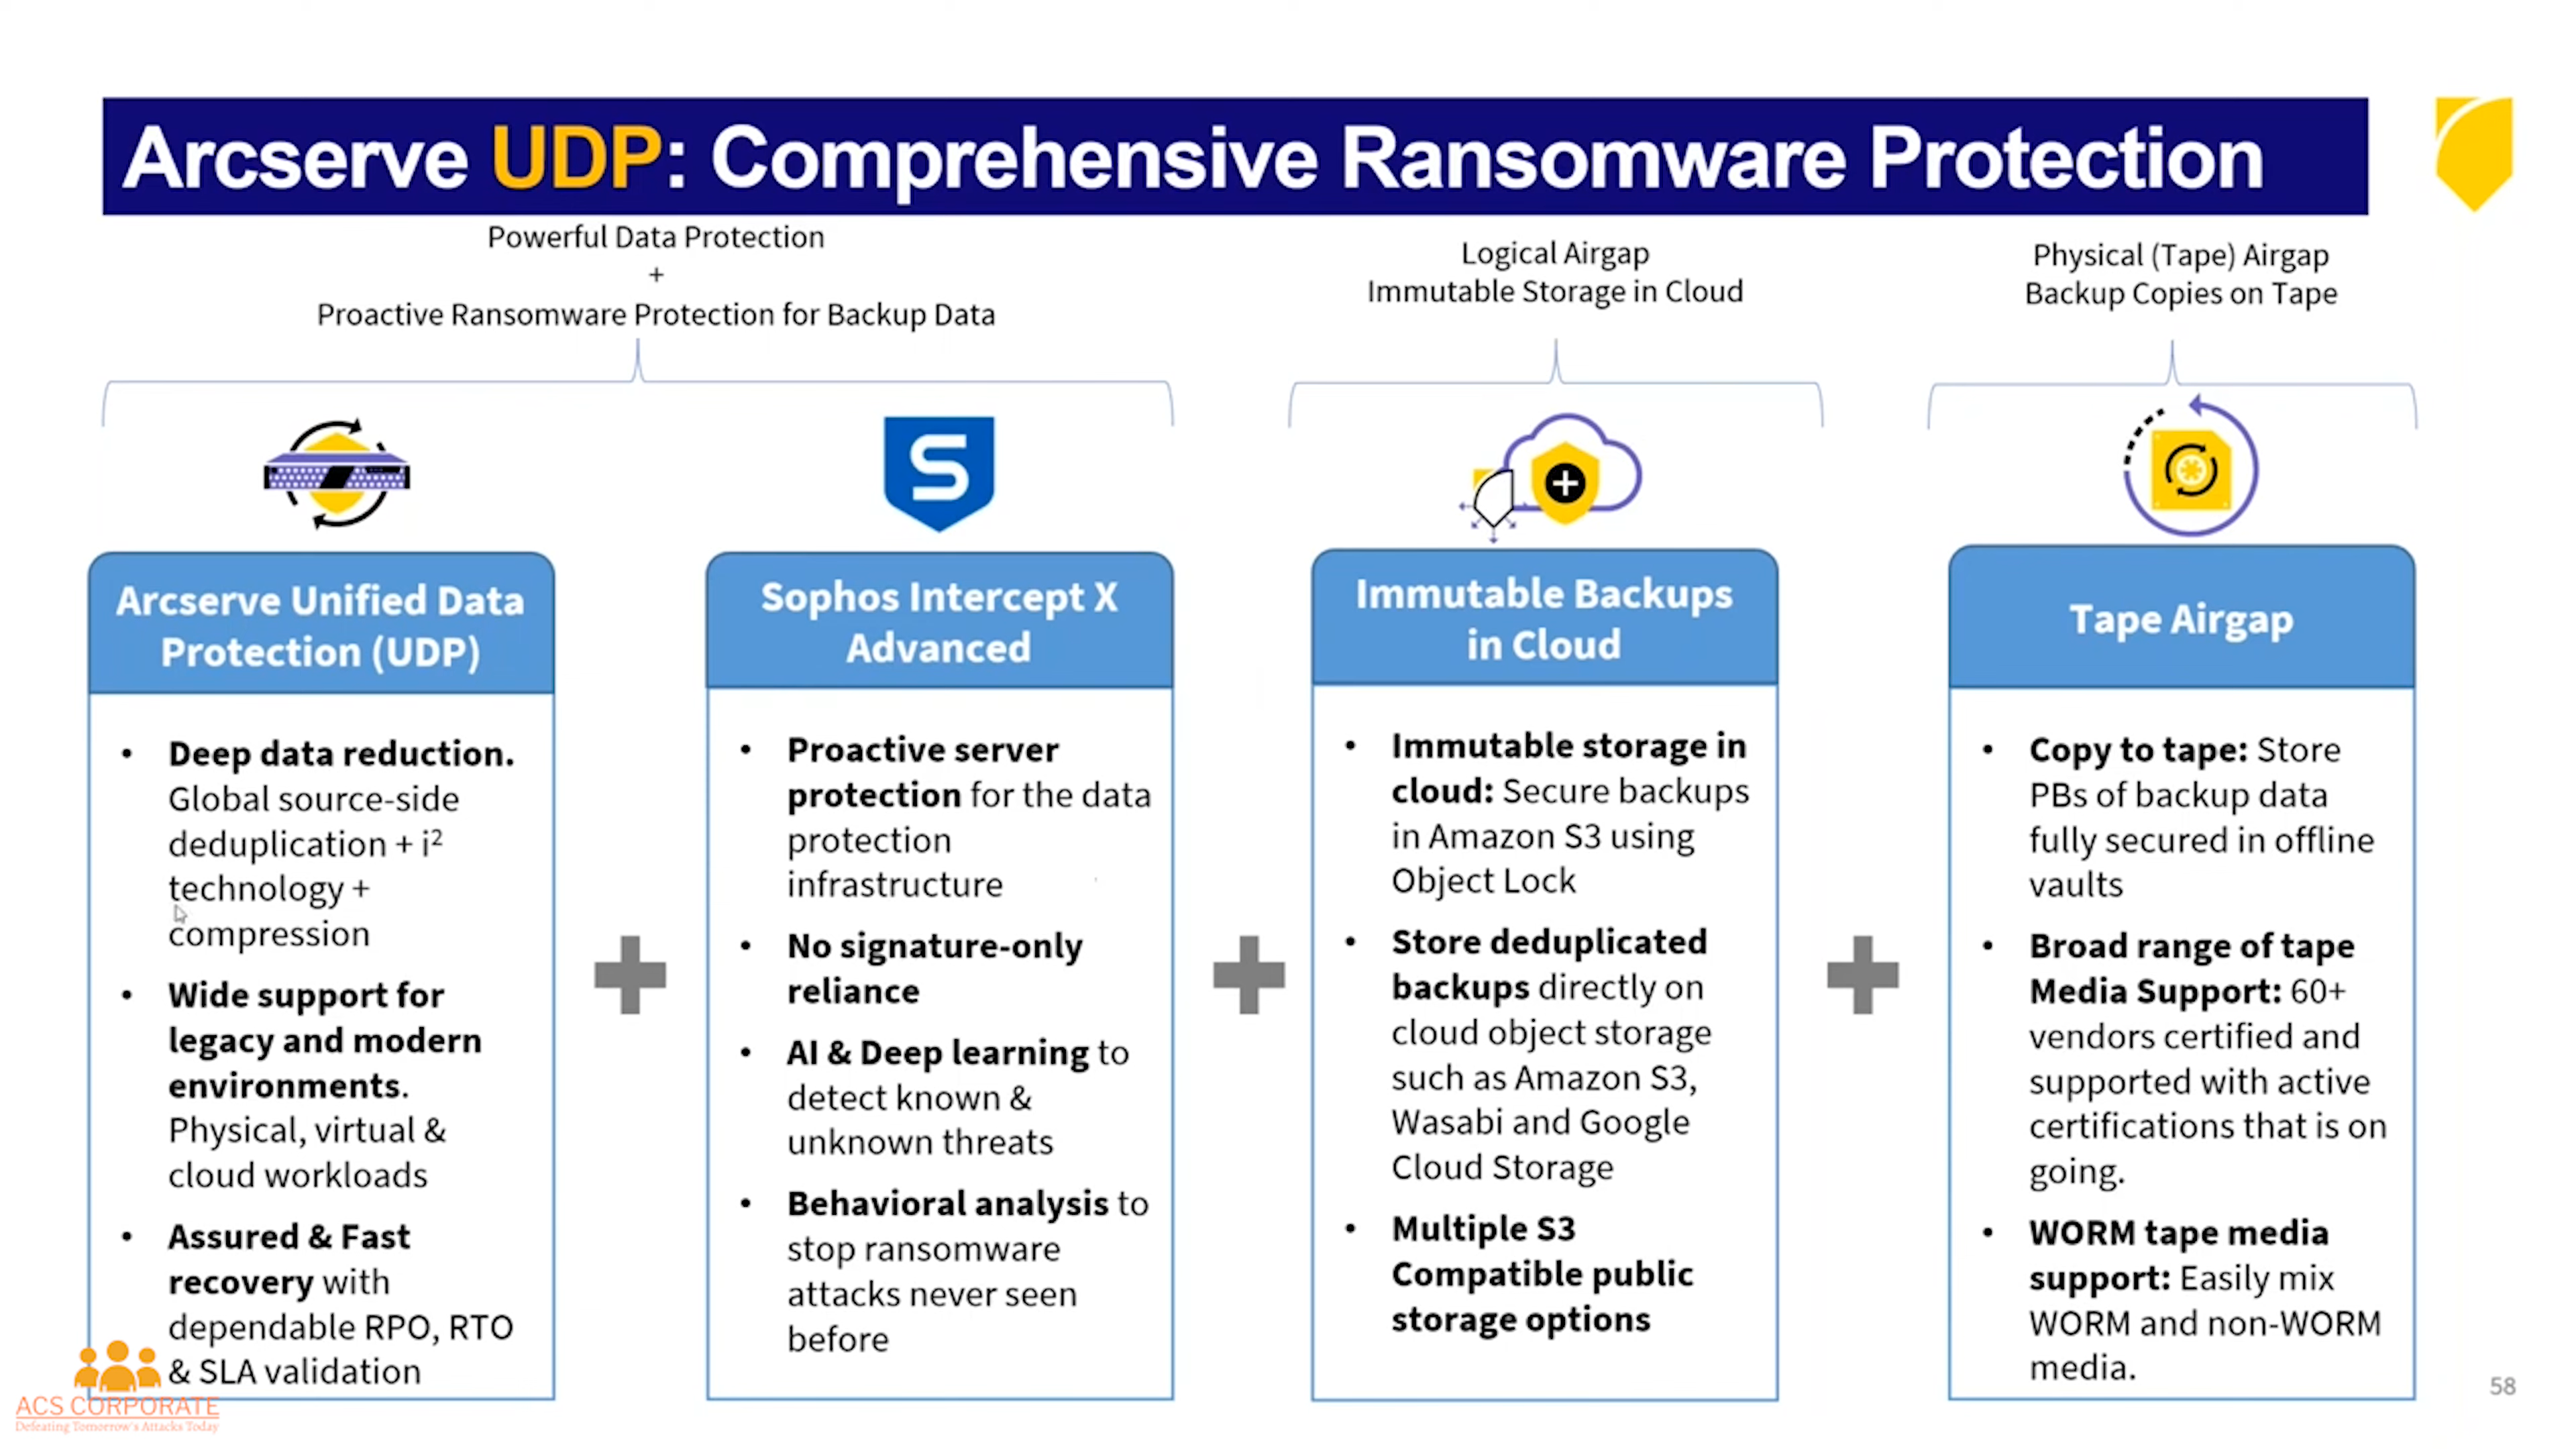 Arcserve UDP: Comprehensive Ransomware Protection
Powerful Data Protection
+
Proactive Ransomware Protection for Backup Data
Logical Airgap
Immutable Storage in Cloud
Physical (Tape) Airgap
Backup Copies on Tape
S
Arcserve Unified Data
Protection (UDP)
• Deep data reduction.
Global source-side
deduplication + i²
technology +
compression
• Wide support for
legacy and modern
environments.
Physical, virtual &
cloud workloads
• Assured & Fast
recovery with
dependable RPO, RTO
& SLA validation
Sophos Intercept X
Advanced
• Proactive server
protection for the data
protection
infrastructure
• No signature-only
reliance
• AI & Deep learning to
detect known &
unknown threats
• Behavioral analysis to
stop ransomware
attacks never seen
before
Immutable Backups
in Cloud
• Immutable storage in
cloud: Secure backups
in Amazon S3 using
Object Lock
• Store deduplicated
backups directly on
cloud object storage
such as Amazon S3,
Wasabi and Google
Cloud Storage
• Multiple S3
Compatible public
storage options
Tape Airgap
• Copy to tape: Store
PBs of backup data
fully secured in offline
vaults
• Broad range of tape
Media Support: 60+
vendors certified and
supported with active
certifications that is on
going.
• WORM tape media
support: Easily mix
WORM and non-WORM
media.
ACS CORPORATE
Defeating Tomorrow's Attacks Today
58